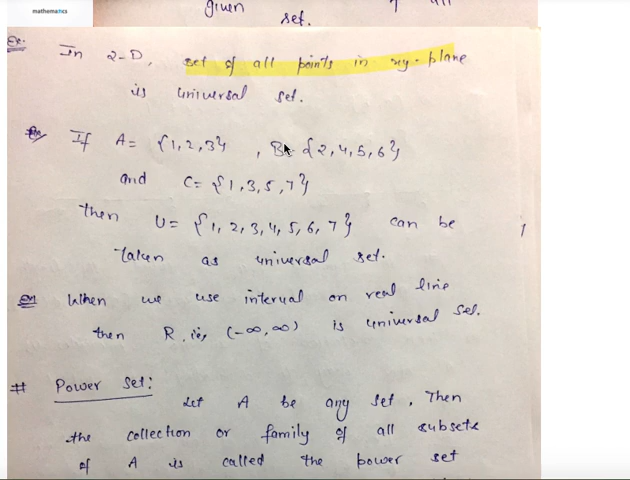 mathematics
given
all
set.
Ex. In 2-D, set of all points in xy-plane
is universal set.
Ex If A= {1,2,3} , B= {2,4,5,6}
and C= {1,3,5,7}
then U= {1,2,3,4,5,6,7} can be
Taken as universal set.
Ex When we use interval on real line
then R, ie, (-∞,∞) is universal set.
# Power Set:
Let A be any set. Then
the collection or family of all subsets
of A is called the power set